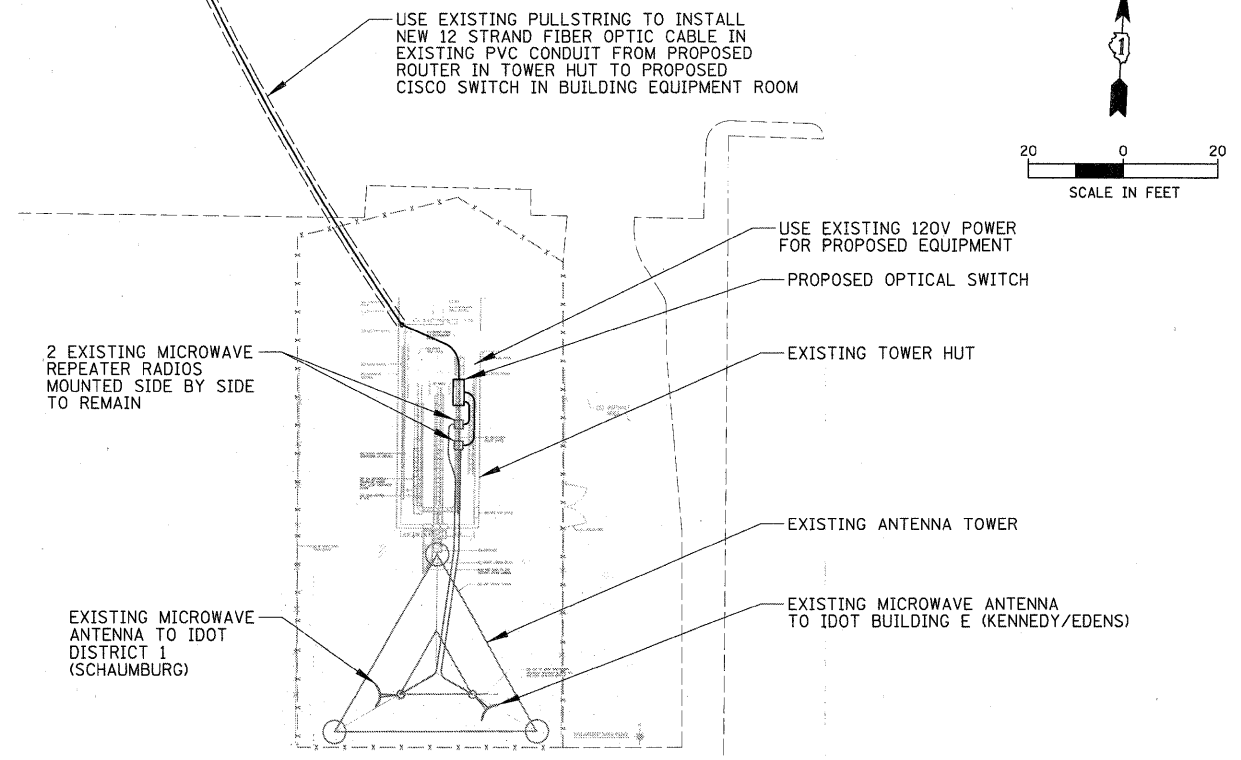 USE EXISTING PULLSTRING TO INSTALL
NEW 12 STRAND FIBER OPTIC CABLE IN
EXISTING PVC CONDUIT FROM PROPOSED
ROUTER IN TOWER HUT TO PROPOSED
CISCO SWITCH IN BUILDING EQUIPMENT ROOM
1
20 0 20
SCALE IN FEET
USE EXISTING 120V POWER
FOR PROPOSED EQUIPMENT
PROPOSED OPTICAL SWITCH
2 EXISTING MICROWAVE
REPEATER RADIOS
MOUNTED SIDE BY SIDE
TO REMAIN
EXISTING TOWER HUT
EXISTING ANTENNA TOWER
EXISTING MICROWAVE
ANTENNA TO IDOT
DISTRICT 1
(SCHAUMBURG)
EXISTING MICROWAVE ANTENNA
TO IDOT BUILDING E (KENNEDY/EDENS)